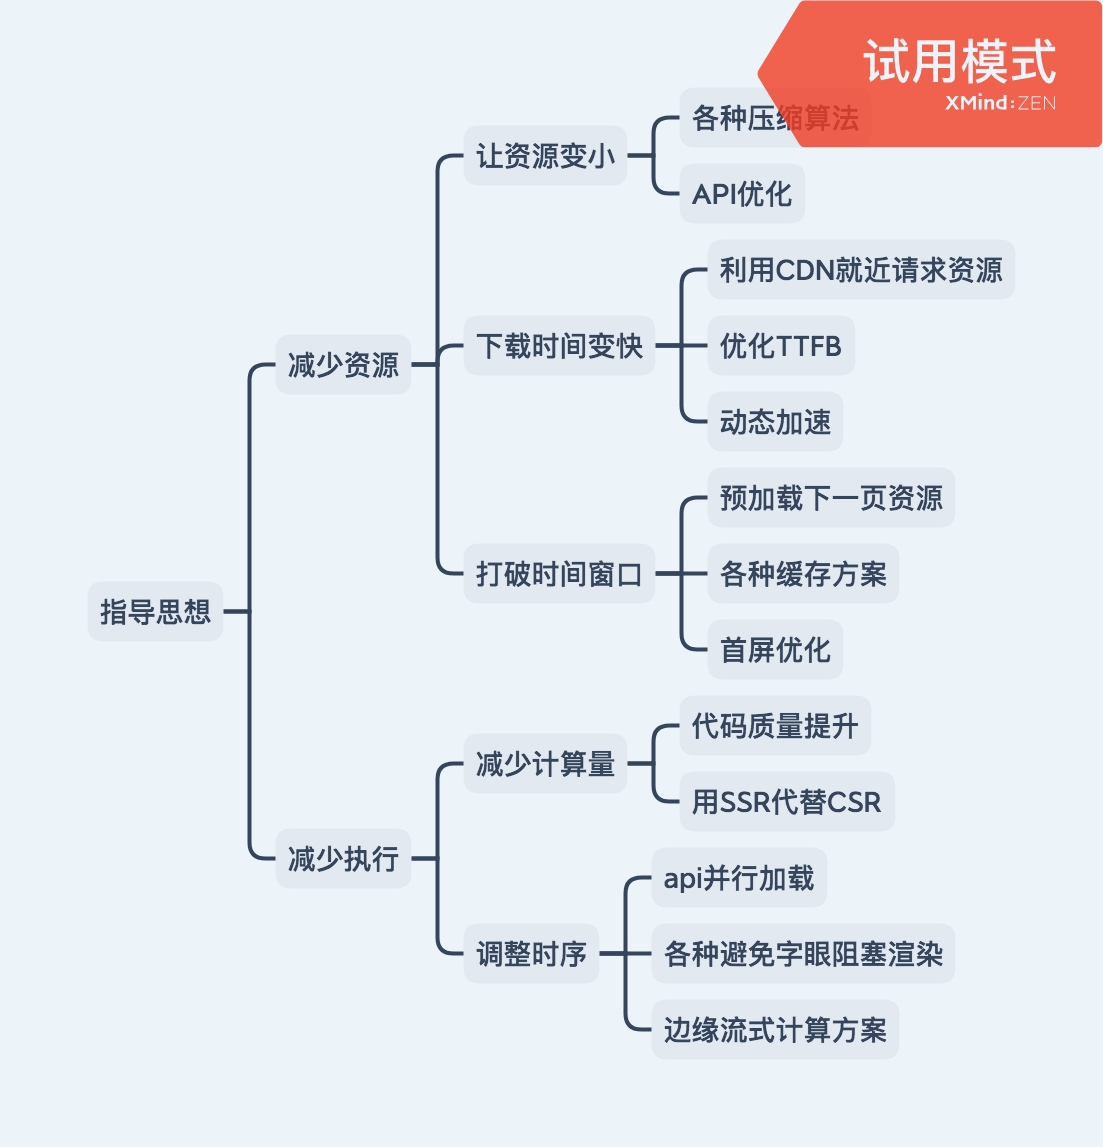 试用模式
XMind:ZEN
各种压缩算法
让资源变小
API优化
利用CDN就近请求资源
下载时间变快
优化TTFB
减少资源
动态加速
预加载下一页资源
打破时间窗口
各种缓存方案
首屏优化
指导思想
代码质量提升
减少计算量
用SSR代替CSR
减少执行
api并行加载
调整时序
各种避免字眼阻塞渲染
边缘流式计算方案